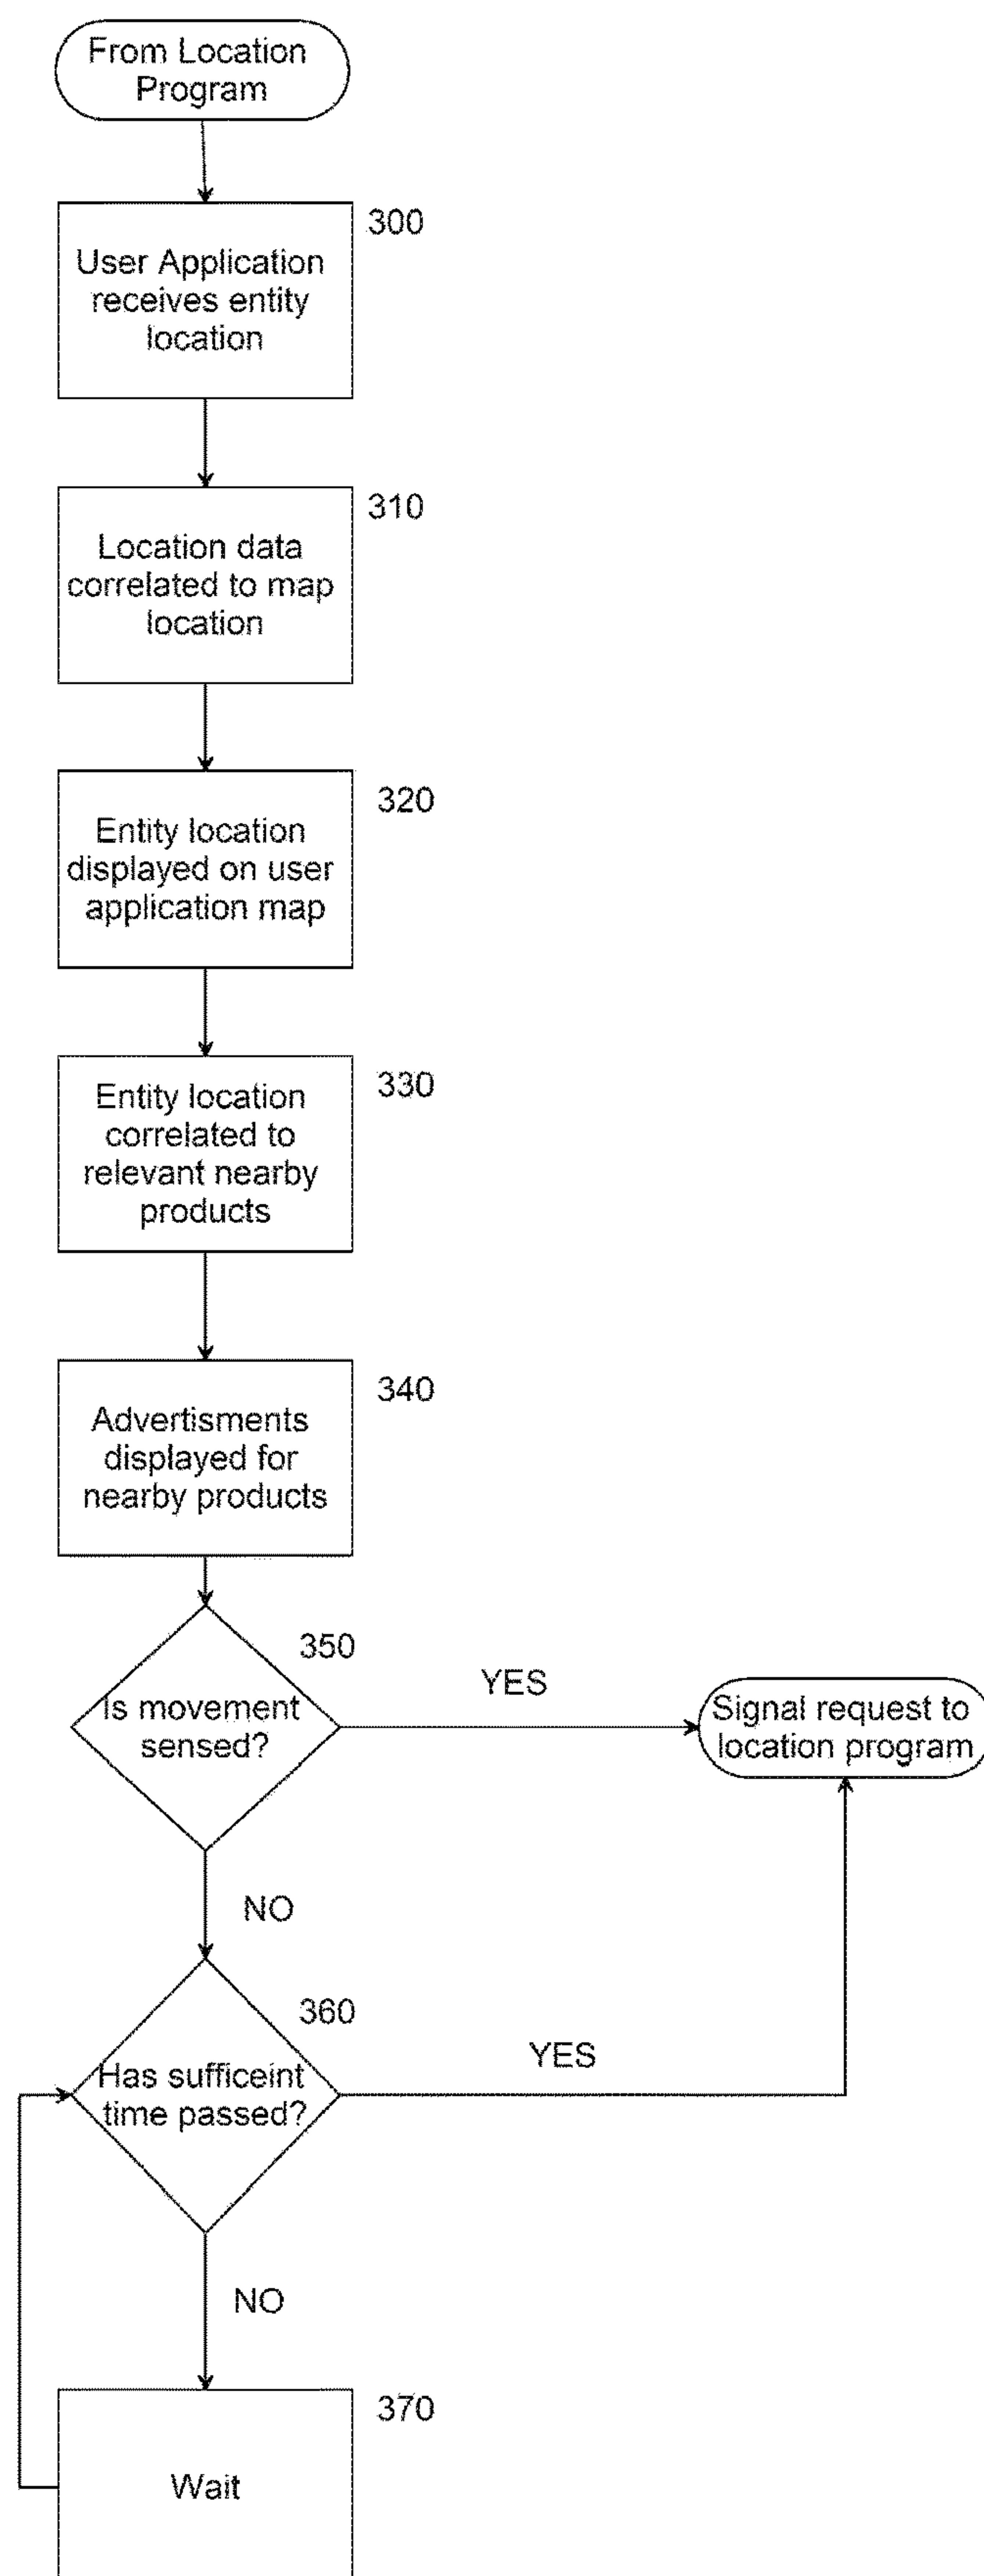 From Location
Program
300
User Application
receives entity
location
310
Location data
correlated to map
location
320
Entity location
displayed on user
application map
330
Entity location
correlated to
relevant nearby
products
340
Advertisments
displayed for
nearby products
350
Is movement
sensed?
YES
Signal request to
location program
NO
360
Has sufficeint
time passed?
YES
NO
370
Wait